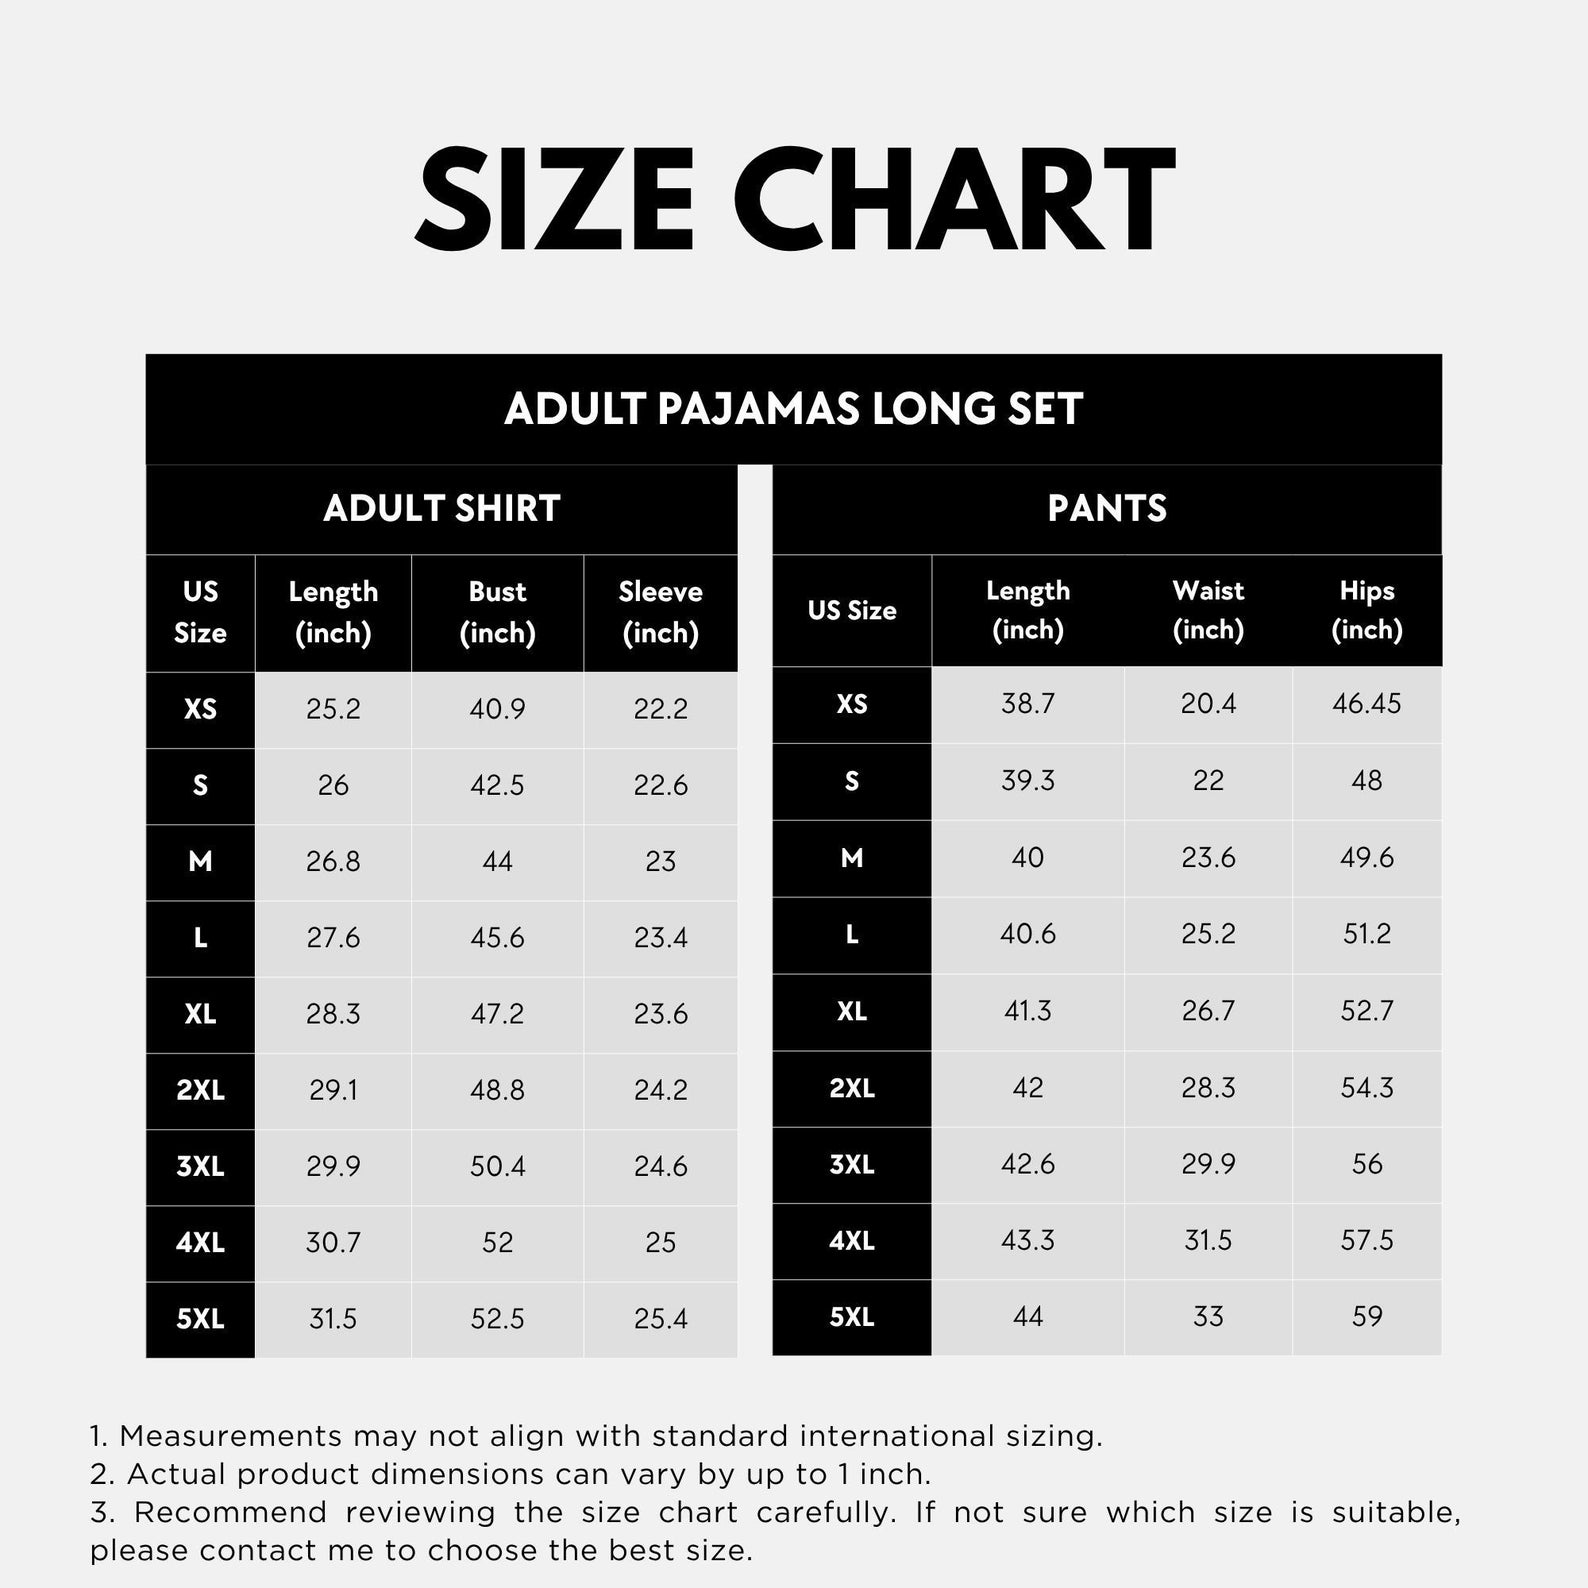 SIZE CHART
ADULT PAJAMAS LONG SET
ADULT SHIRT
US Size Length (inch) Bust (inch) Sleeve (inch)
XS 25.2 40.9 22.2
S 26 42.5 22.6
M 26.8 44 23
L 27.6 45.6 23.4
XL 28.3 47.2 23.6
2XL 29.1 48.8 24.2
3XL 29.9 50.4 24.6
4XL 30.7 52 25
5XL 31.5 52.5 25.4
PANTS
US Size Length (inch) Waist (inch) Hips (inch)
XS 38.7 20.4 46.45
S 39.3 22 48
M 40 23.6 49.6
L 40.6 25.2 51.2
XL 41.3 26.7 52.7
2XL 42 28.3 54.3
3XL 42.6 29.9 56
4XL 43.3 31.5 57.5
5XL 44 33 59
1. Measurements may not align with standard international sizing.
2. Actual product dimensions can vary by up to 1 inch.
3. Recommend reviewing the size chart carefully. If not sure which size is suitable,
please contact me to choose the best size.